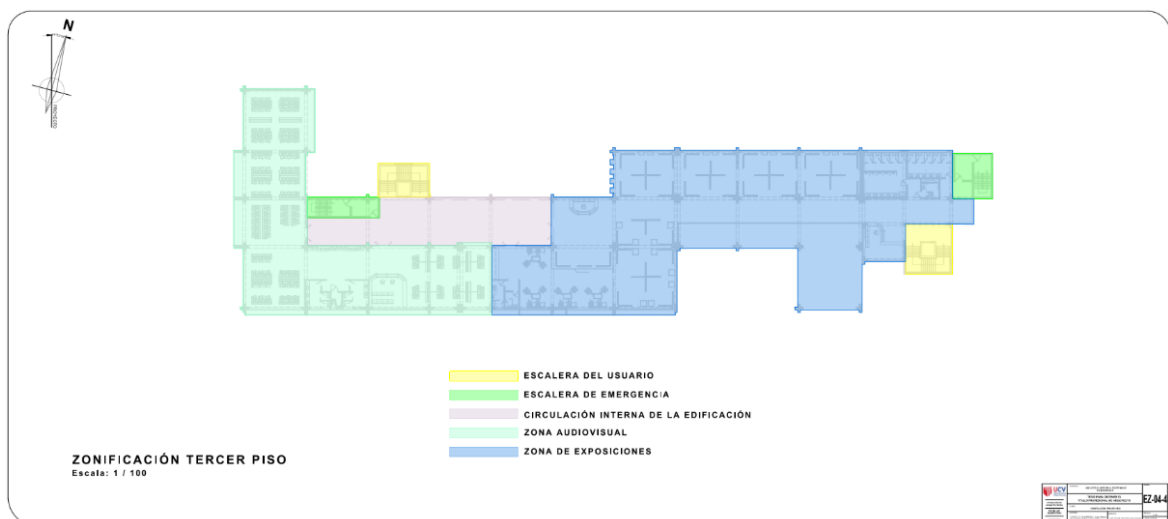 N
ESCALERA DEL USUARIO
ESCALERA DE EMERGENCIA
CIRCULACIÓN INTERNA DE LA EDIFICACIÓN
ZONA AUDIOVISUAL
ZONA DE EXPOSICIONES
ZONIFICACIÓN TERCER PISO
Escala: 1 / 100
UCV
EZ-04-4